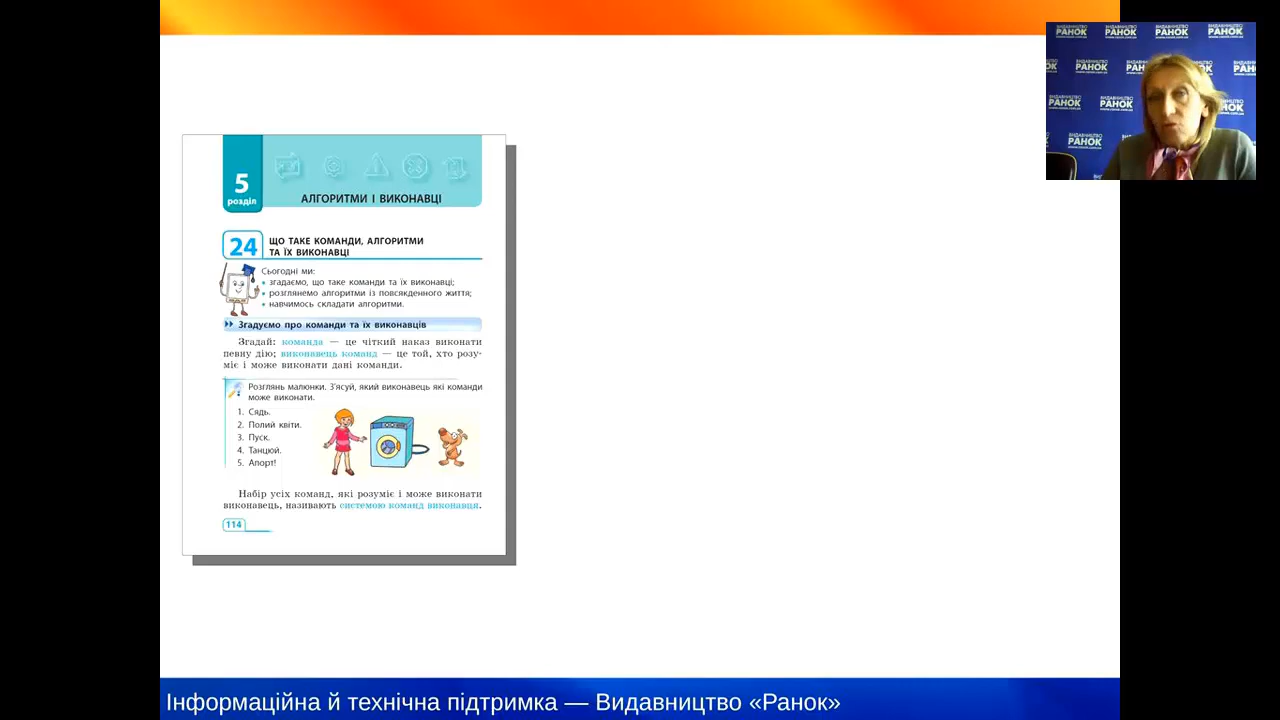 5
розділ
АЛГОРИТМИ І ВИКОНАВЦІ
24
ЩО ТАКЕ КОМАНДИ, АЛГОРИТМИ
ТА ЇХ ВИКОНАВЦІ
Сьогодні ми:
• згадаємо, що таке команди та їх виконавці;
• розглянемо алгоритми із повсякденного життя;
• навчимось складати алгоритми.
Згадуємо про команди та їх виконавців
Згадай: команда — це чіткий наказ виконати
певну дію; виконавець команд — це той, хто розу-
міє і може виконати дані команди.
Розглянь малюнки. З'ясуй, який виконавець які команди
може виконати.
1. Сядь.
2. Полий квіти.
3. Пуск.
4. Танцюй.
5. Апорт!
Набір усіх команд, які розуміє і може виконати
виконавець, називають системою команд виконавця.
114
ВИДАВНИЦТВО
РАНОК
Інформаційна й технічна підтримка — Видавництво «Ранок»